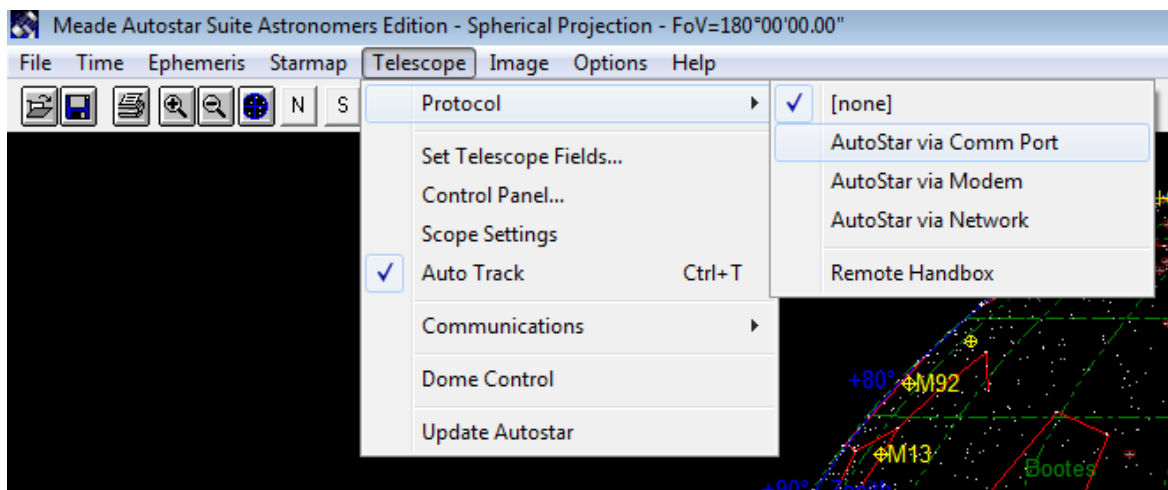 Meade Autostar Suite Astronomers Edition - Spherical Projection - FoV=180°00'00.00"
File Time Ephemeris Starmap Telescope Image Options Help
N S
Protocol
Set Telescope Fields...
Control Panel...
Scope Settings
Auto Track Ctrl+T
Communications
Dome Control
Update Autostar
[none]
AutoStar via Comm Port
AutoStar via Modem
AutoStar via Network
Remote Handbox
+80° M92
M13
Bootes
+90° Zenith